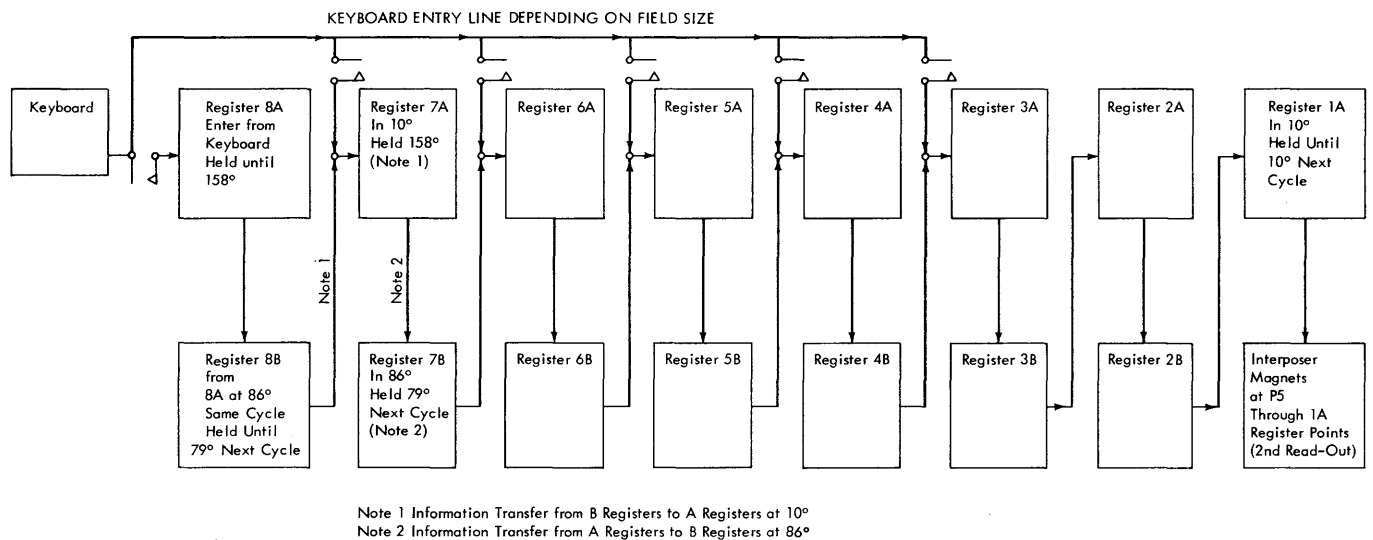 KEYBOARD ENTRY LINE DEPENDING ON FIELD SIZE
Keyboard
Register 8A
Enter from
Keyboard
Held until
158°
Register 7A
In 10°
Held 158°
(Note 1)
Register 6A
Register 5A
Register 4A
Register 3A
Register 2A
Register 1A
In 10°
Held Until
10° Next
Cycle
Note 1
Note 2
Register 8B
from
8A at 86°
Same Cycle
Held Until
79° Next Cycle
Register 7B
In 86°
Held 79°
Next Cycle
(Note 2)
Register 6B
Register 5B
Register 4B
Register 3B
Register 2B
Interposer
Magnets
at P5
Through 1A
Register Points
(2nd Read-Out)
Note 1 Information Transfer from B Registers to A Registers at 10°
Note 2 Information Transfer from A Registers to B Registers at 86°